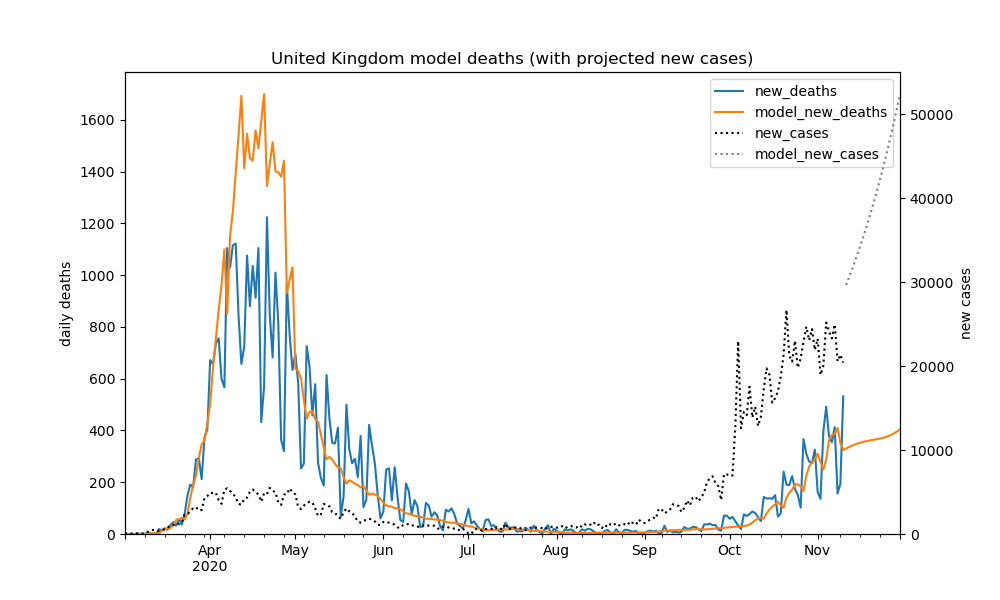 United Kingdom model deaths (with projected new cases)
new_deaths
model_new_deaths
new_cases
model_new_cases
daily deaths
1600
1400
1200
1000
800
600
400
200
0
50000
40000
30000
20000
10000
0
new cases
Apr
2020
May
Jun
Jul
Aug
Sep
Oct
Nov